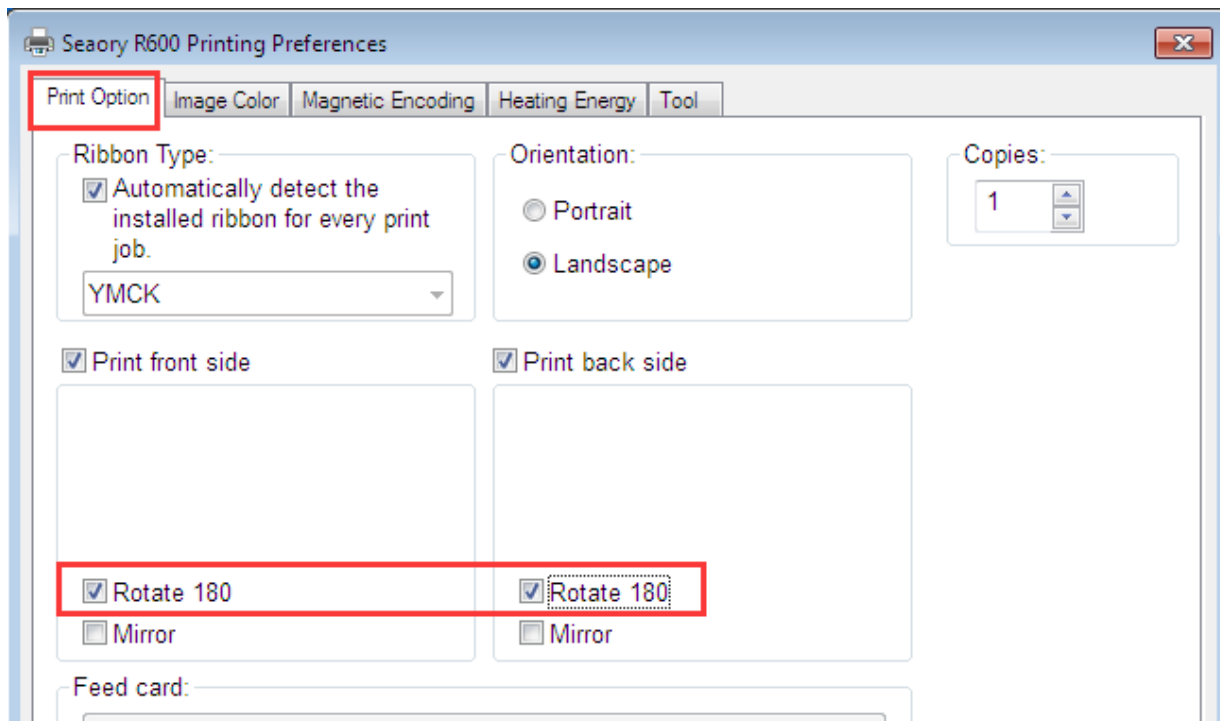 Seaory R600 Printing Preferences
Print Option
Image Color
Magnetic Encoding
Heating Energy
Tool
Ribbon Type:
Automatically detect the
installed ribbon for every print
job.
YMCK
Orientation:
Portrait
Landscape
Copies:
1
Print front side
Rotate 180
Mirror
Print back side
Rotate 180
Mirror
Feed card: